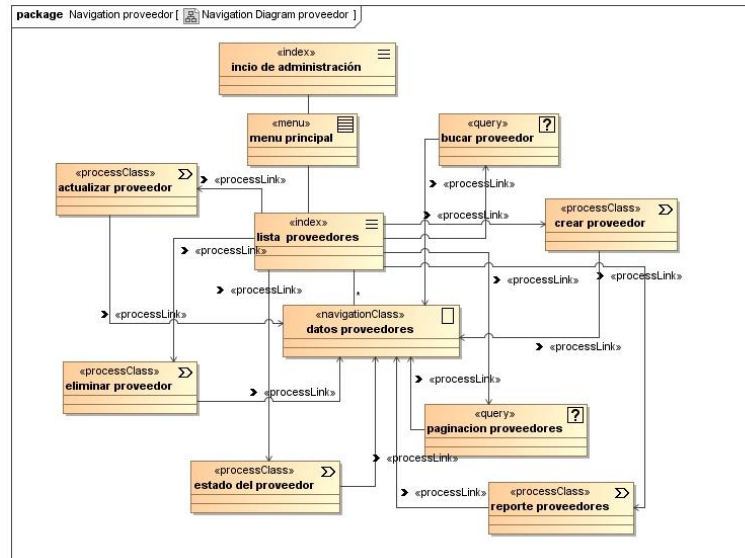 package Navigation proveedor [ Navigation Diagram proveedor ]
«index»
incio de administración
«menu»
menu principal
«query»
bucar proveedor
?
«processClass»
actualizar proveedor
«processLink»
«processLink»
«processClass»
crear proveedor
«index»
lista proveedores
«processLink»
«processLink»
«processLink»
«processLink»
«processLink»
«processLink»
*
«processLink»
«navigationClass»
datos proveedores
«processLink»
«processClass»
eliminar proveedor
«processLink»
«processLink»
«query»
paginacion proveedores
?
«processLink»
«processClass»
estado del proveedor
«processLink»
«processClass»
reporte proveedores